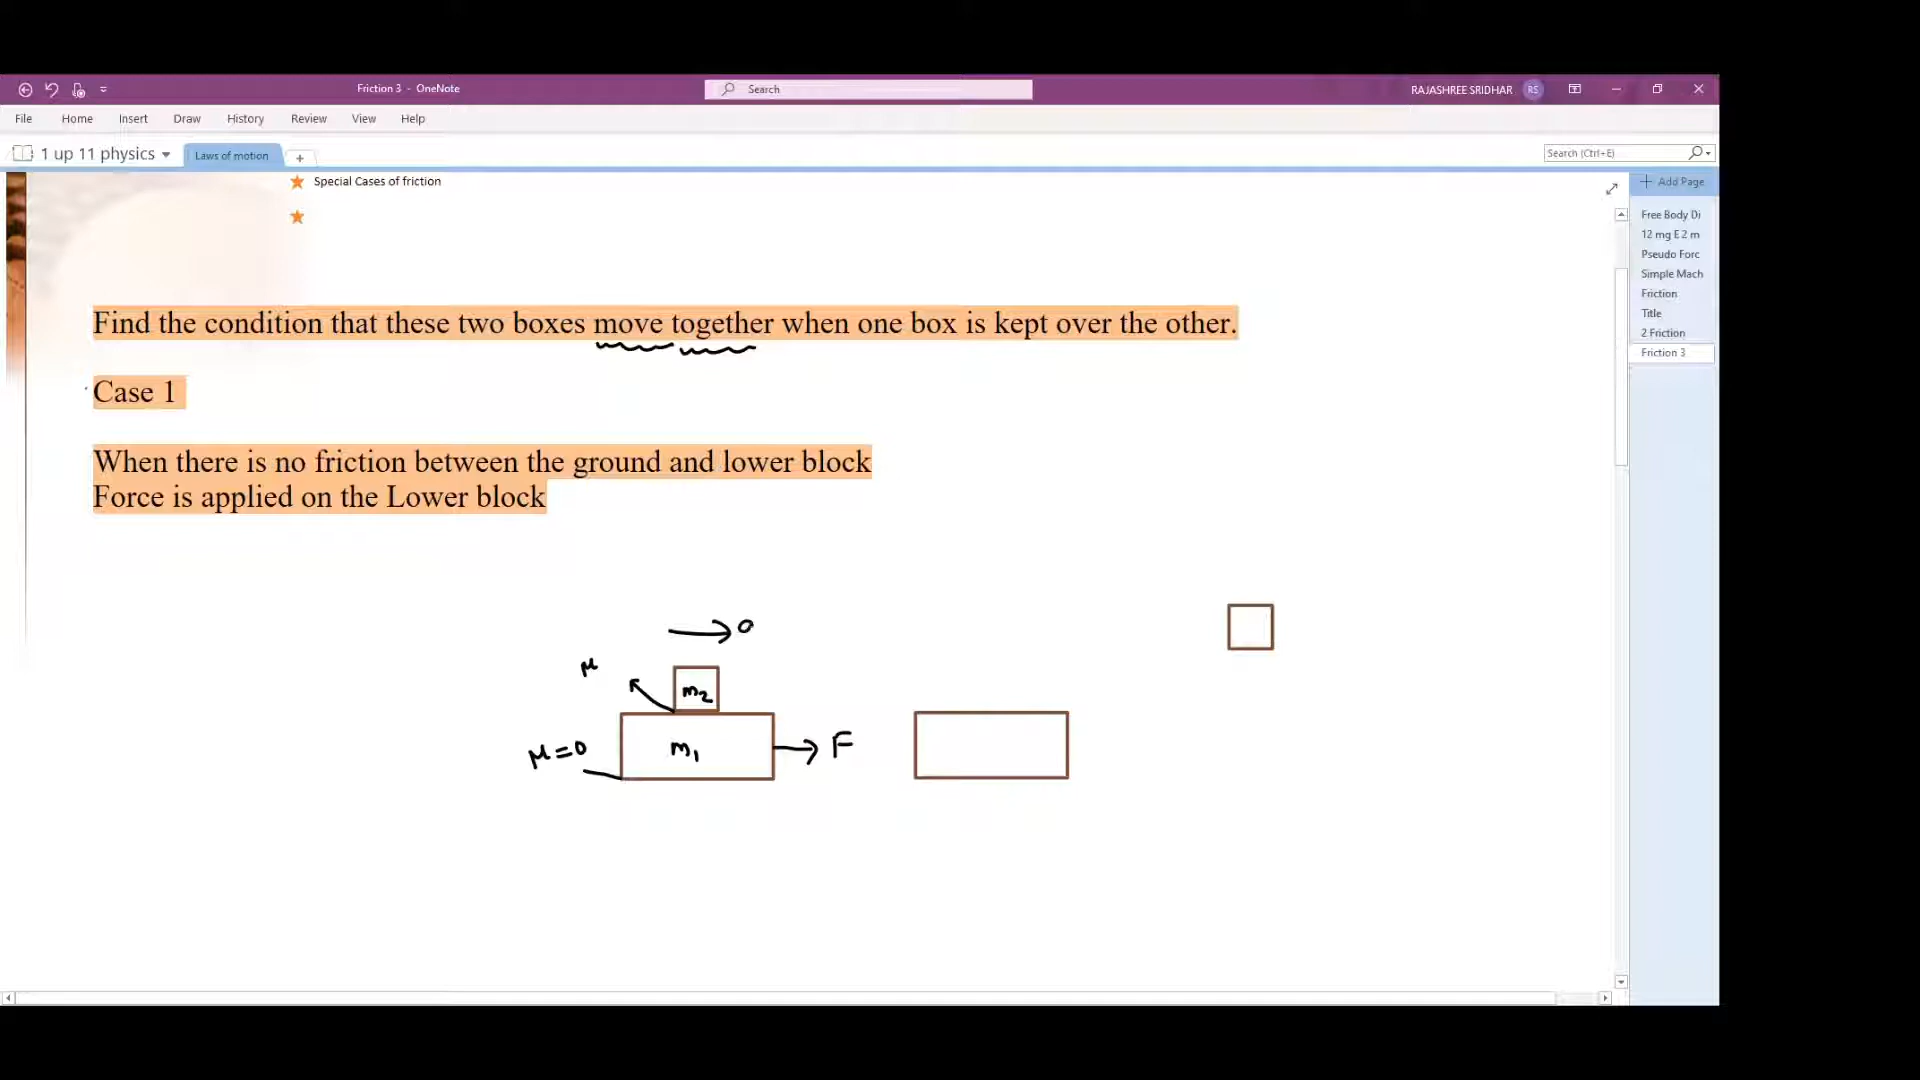 Friction 3 - OneNote
Search
RAJASHREE SRIDHAR RS
File Home Insert Draw History Review View Help
1 up 11 physics Laws of motion +
Search (Ctrl+E)
Special Cases of friction
Add Page
Free Body Di
12 mg E 2 m
Pseudo Forc
Simple Mach
Friction
Title
2 Friction
Friction 3
Find the condition that these two boxes move together when one box is kept over the other.
Case 1
When there is no friction between the ground and lower block
Force is applied on the Lower block
a
μ
m₂
μ=0
m₁
F